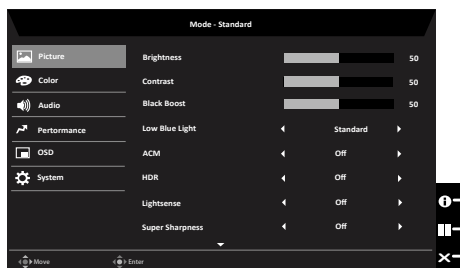 Mode - Standard
Picture
Color
Audio
Pertormance
OSD
System
Brightness 50
Contrast 50
Black Boost 50
Low Blue Light Standard
ACM Off
HDR Off
Lightsense Off
Super Sharpness Off
Move Enter